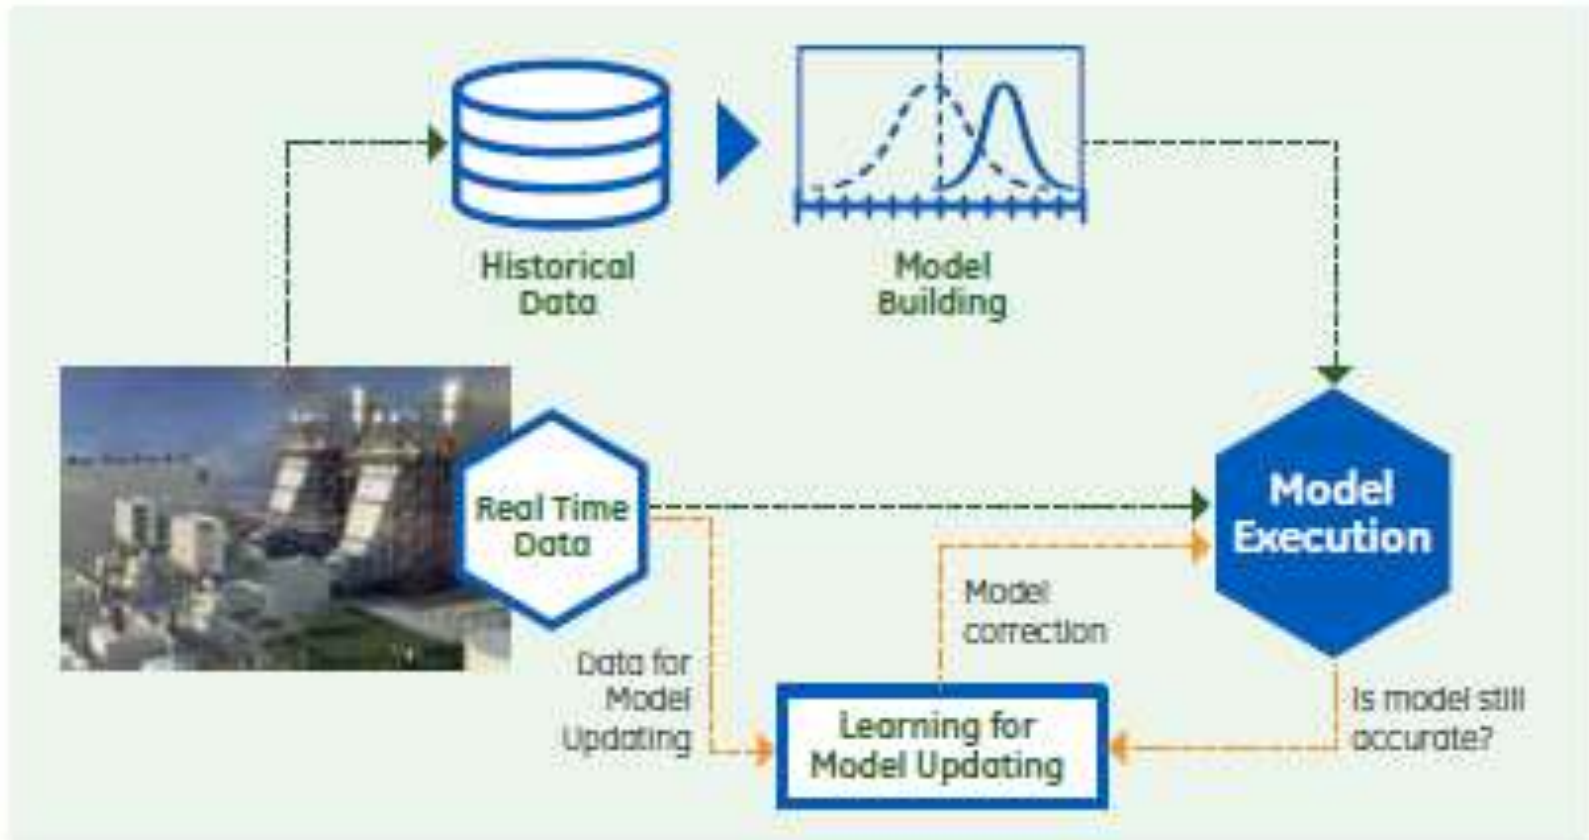 Historical
Data
Model
Building
Real Time
Data
Model
Execution
Model
correction
Data for
Model
Updating
Learning for
Model Updating
Is model still
accurate?